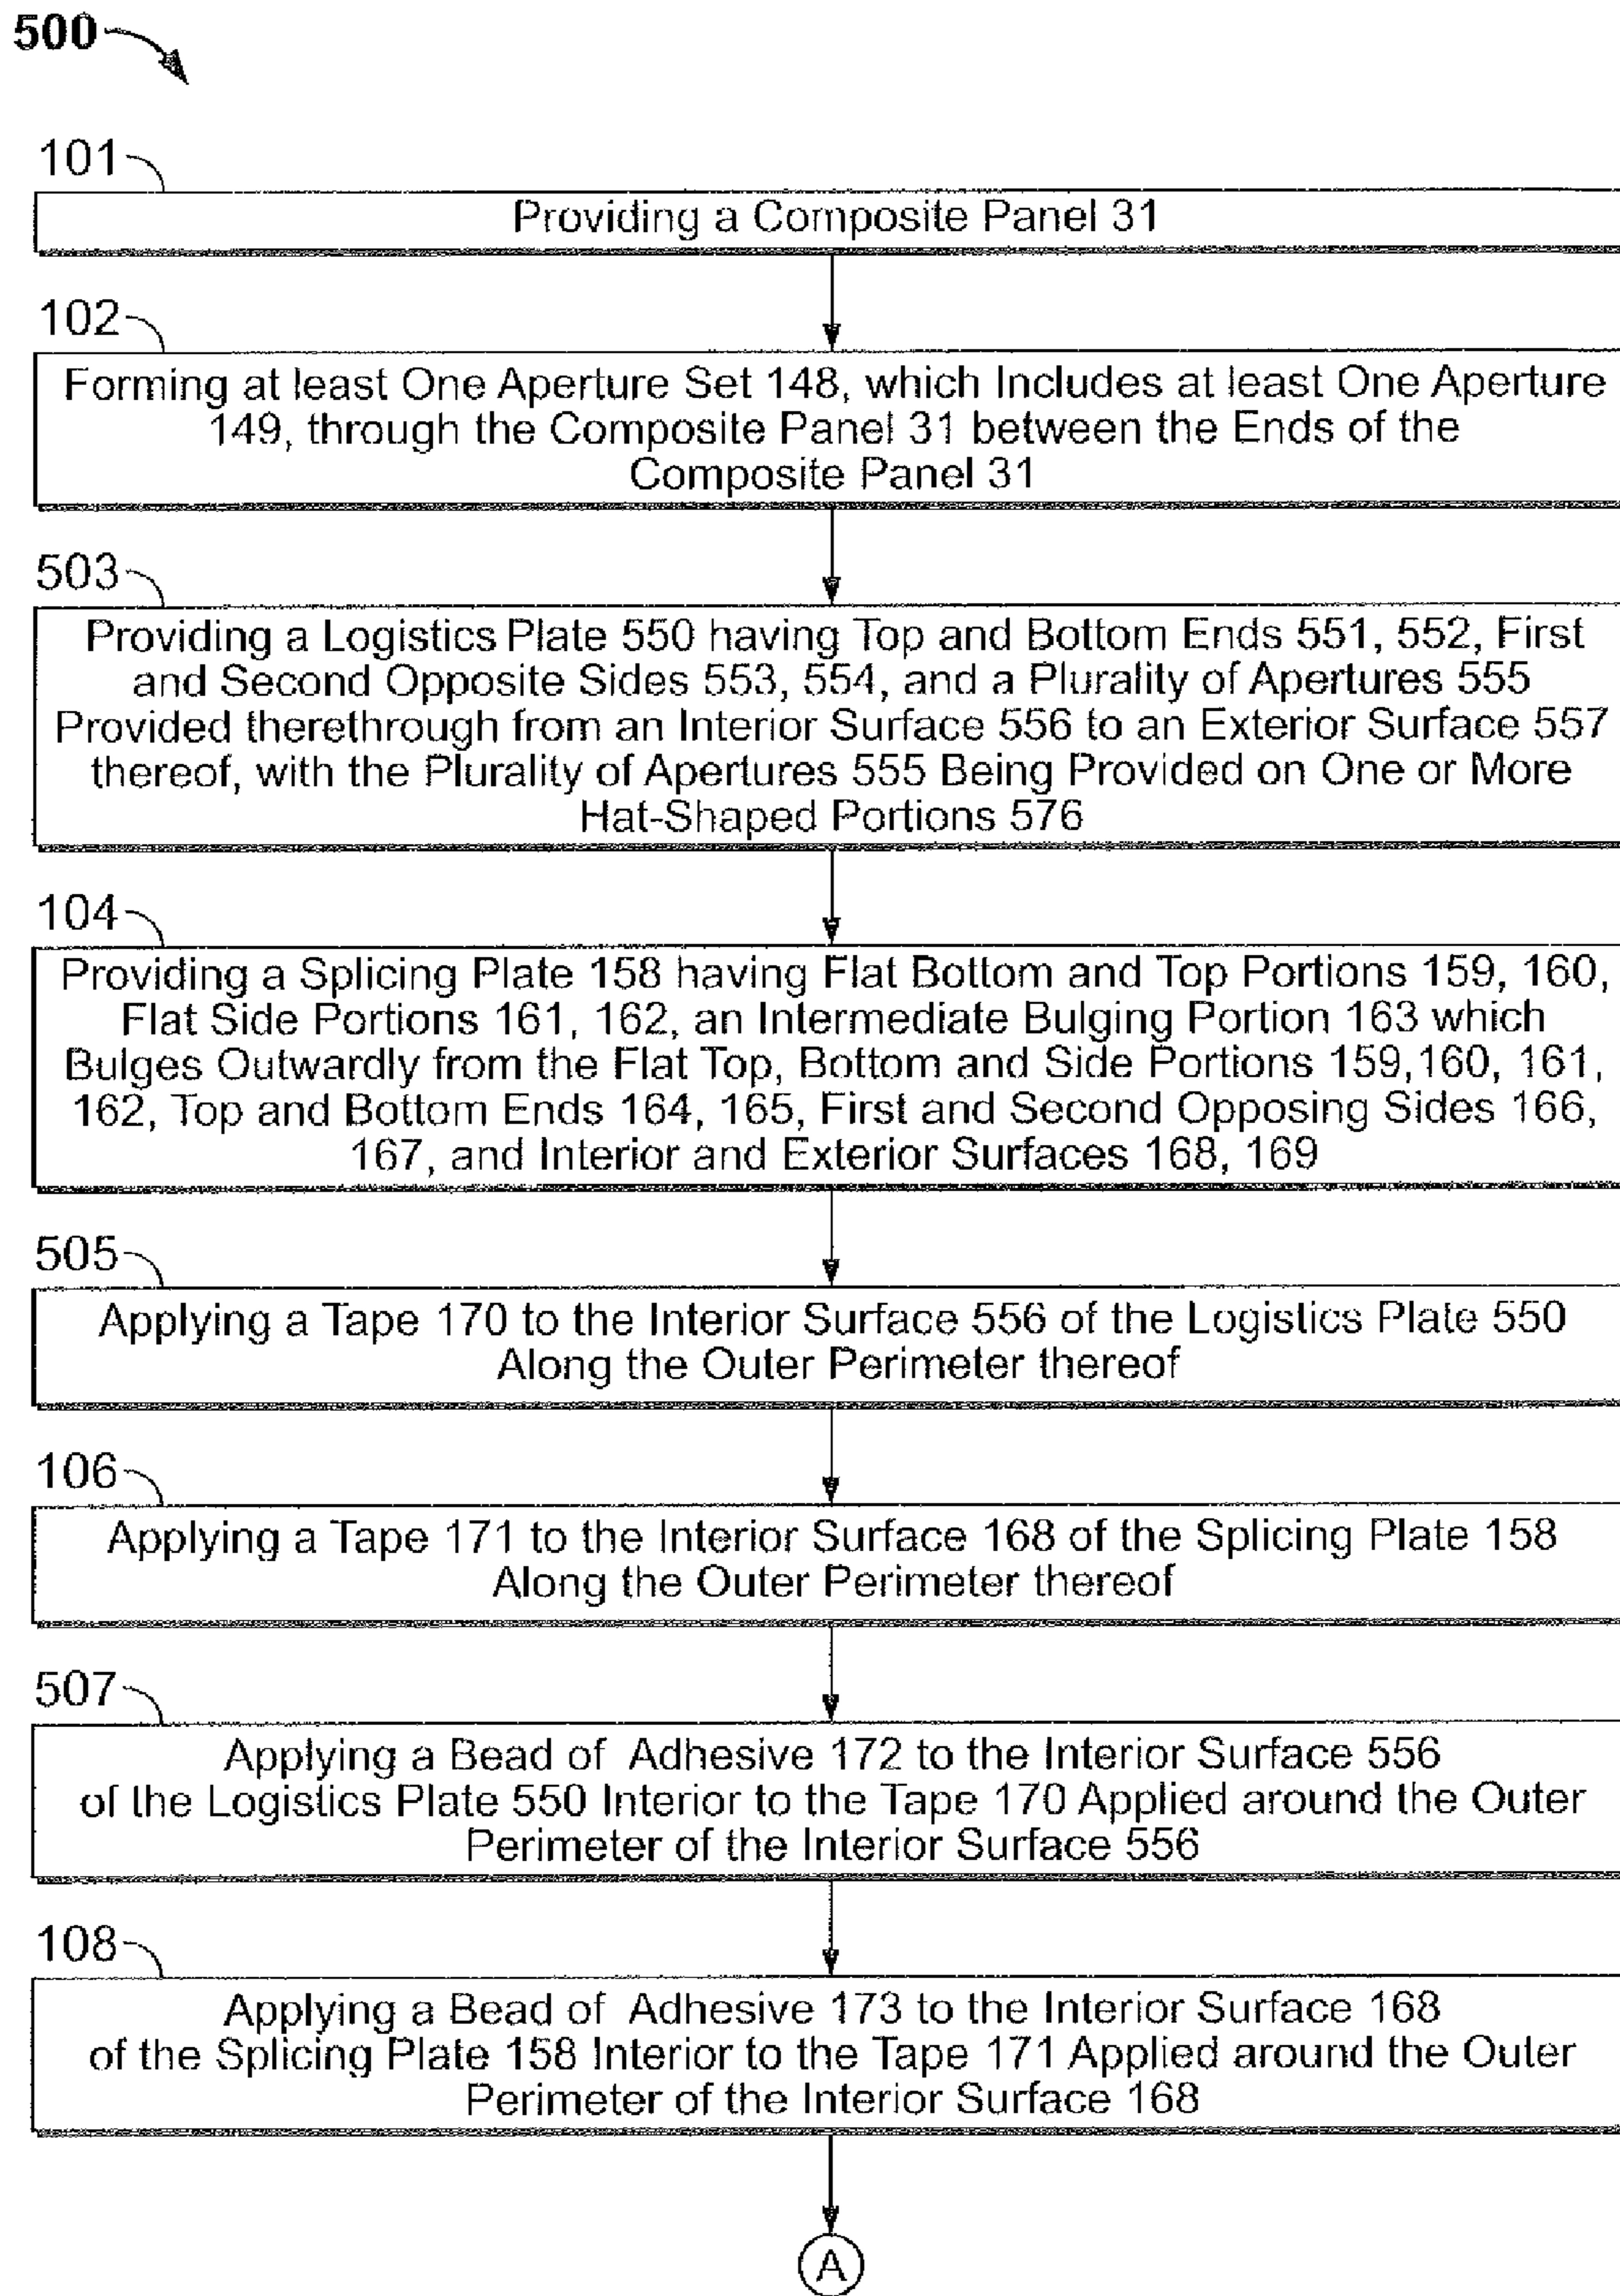 500
101
Providing a Composite Panel 31
102
Forming at least One Aperture Set 148, which Includes at least One Aperture
149, through the Composite Panel 31 between the Ends of the
Composite Panel 31
503
Providing a Logistics Plate 550 having Top and Bottom Ends 551, 552, First
and Second Opposite Sides 553, 554, and a Plurality of Apertures 555
Provided therethrough from an Interior Surface 556 to an Exterior Surface 557
thereof, with the Plurality of Apertures 555 Being Provided on One or More
Hat-Shaped Portions 576
104
Providing a Splicing Plate 158 having Flat Bottom and Top Portions 159, 160,
Flat Side Portions 161, 162, an Intermediate Bulging Portion 163 which
Bulges Outwardly from the Flat Top, Bottom and Side Portions 159,160, 161,
162, Top and Bottom Ends 164, 165, First and Second Opposing Sides 166,
167, and Interior and Exterior Surfaces 168, 169
505
Applying a Tape 170 to the Interior Surface 556 of the Logistics Plate 550
Along the Outer Perimeter thereof
106
Applying a Tape 171 to the Interior Surface 168 of the Splicing Plate 158
Along the Outer Perimeter thereof
507
Applying a Bead of Adhesive 172 to the Interior Surface 556
of the Logistics Plate 550 Interior to the Tape 170 Applied around the Outer
Perimeter of the Interior Surface 556
108
Applying a Bead of Adhesive 173 to the Interior Surface 168
of the Splicing Plate 158 Interior to the Tape 171 Applied around the Outer
Perimeter of the Interior Surface 168
A